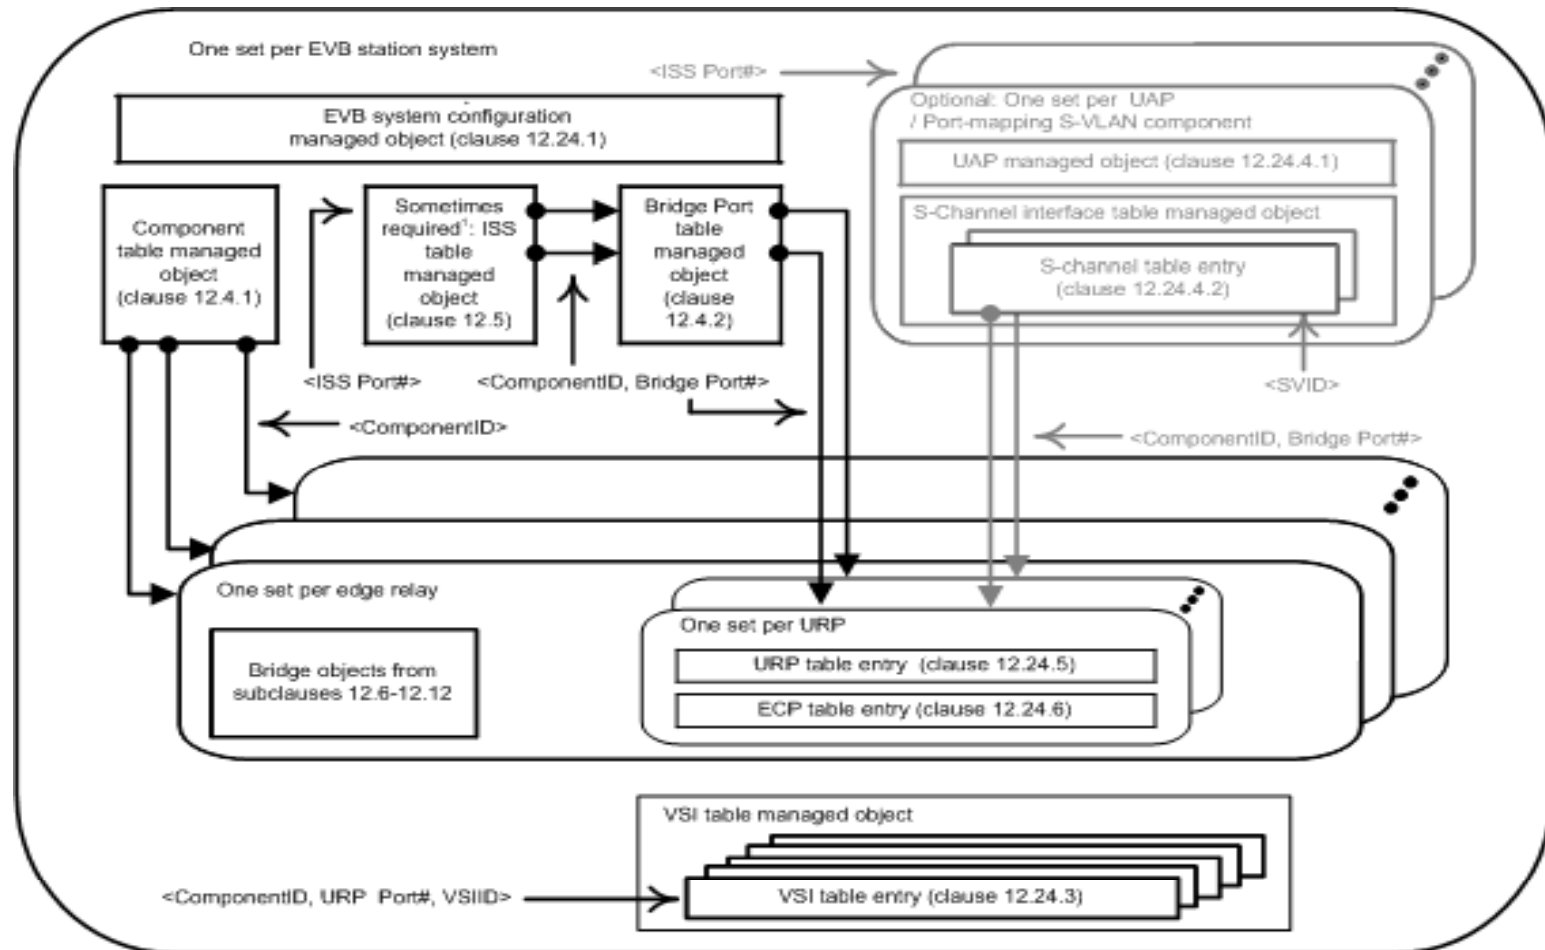 One set per EVB station system
<ISS Port#>
EVB system configuration
managed object (clause 12.24.1)
Optional: One set per UAP
/ Port-mapping S-VLAN component
UAP managed object (clause 12.24.4.1)
Component
table managed
object
(clause 12.4.1)
Sometimes
required¹: ISS
table
managed
object
(clause 12.5)
Bridge Port
table
managed
object
(clause
12.4.2)
S-Channel interface table managed object
S-channel table entry
(clause 12.24.4.2)
<ISS Port#>
<ComponentID, Bridge Port#>
<SVID>
<ComponentID>
<ComponentID, Bridge Port#>
One set per edge relay
Bridge objects from
subclauses 12.6-12.12
One set per URP
URP table entry (clause 12.24.5)
ECP table entry (clause 12.24.6)
VSI table managed object
<ComponentID, URP Port#, VSIID>
VSI table entry (clause 12.24.3)